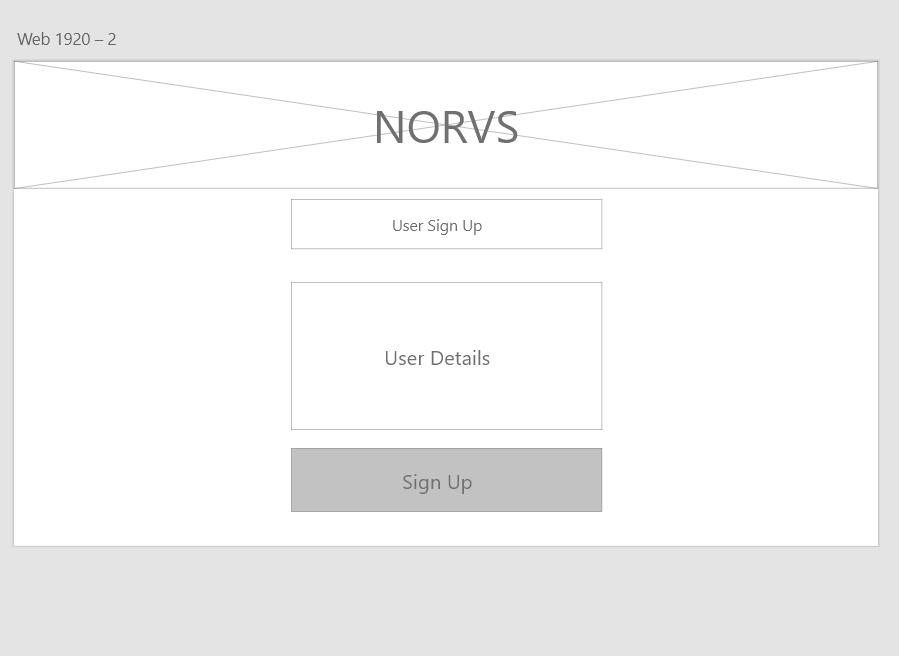 Web 1920 – 2
NORVS
User Sign Up
User Details
Sign Up